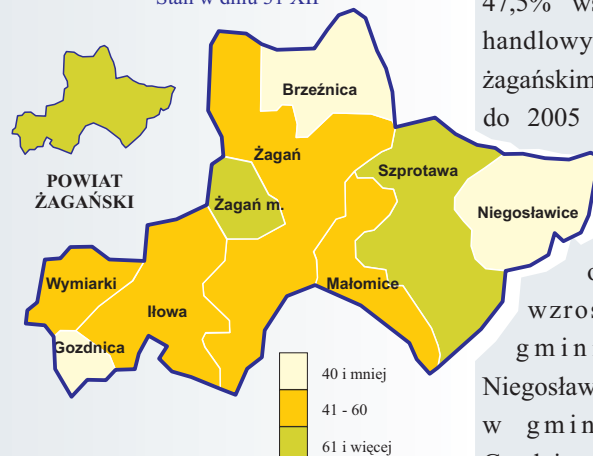 Stan w dniu 31 XII
Brzeźnica
Żagań
Szprotawa
POWIAT
ŻAGAŃSKI
Żagań m.
Niegosławice
Wymiarki
Iłowa
Małomice
Gozdnica
40 i mniej
41 - 60
61 i więcej
47,5%
handlowy
żagańskim
do 2005
wzros
gmin
Niegosław
w gmin